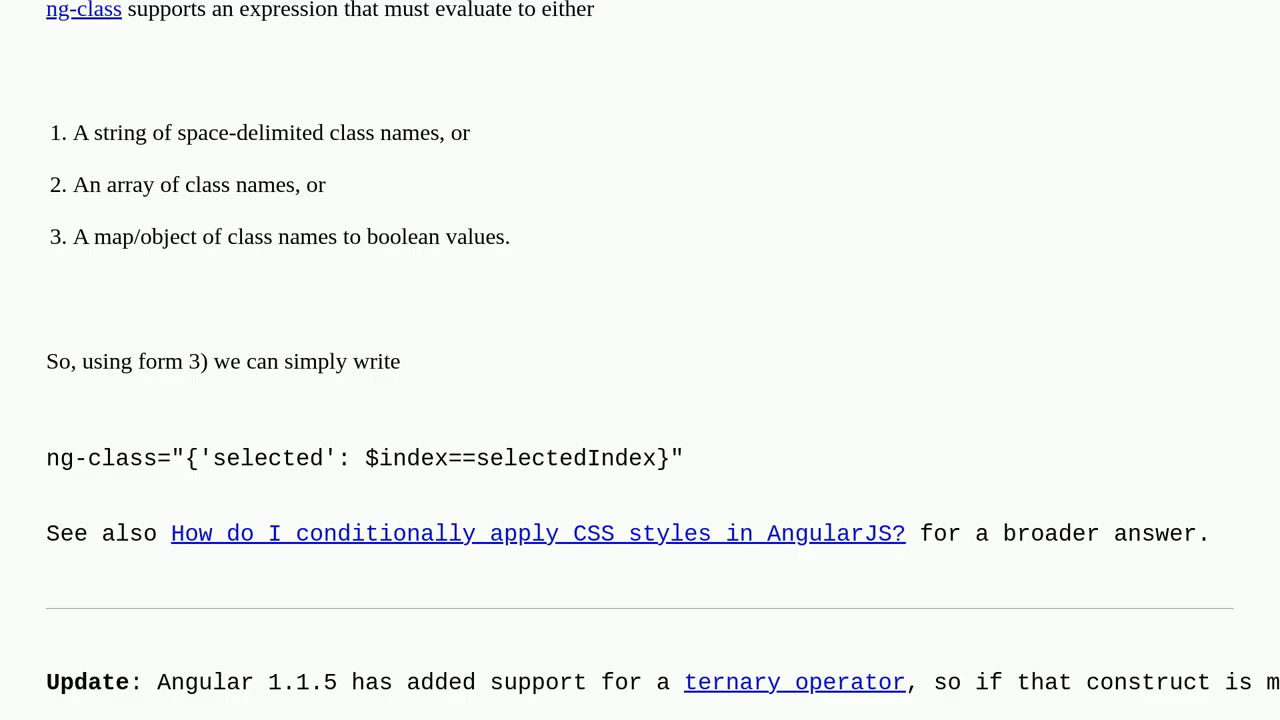 ng-class supports an expression that must evaluate to either
1. A string of space-delimited class names, or
2. An array of class names, or
3. A map/object of class names to boolean values.
So, using form 3) we can simply write
ng-class="{'selected': $index==selectedIndex}"
See also How do I conditionally apply CSS styles in AngularJS? for a broader answer.
Update: Angular 1.1.5 has added support for a ternary operator, so if that construct is